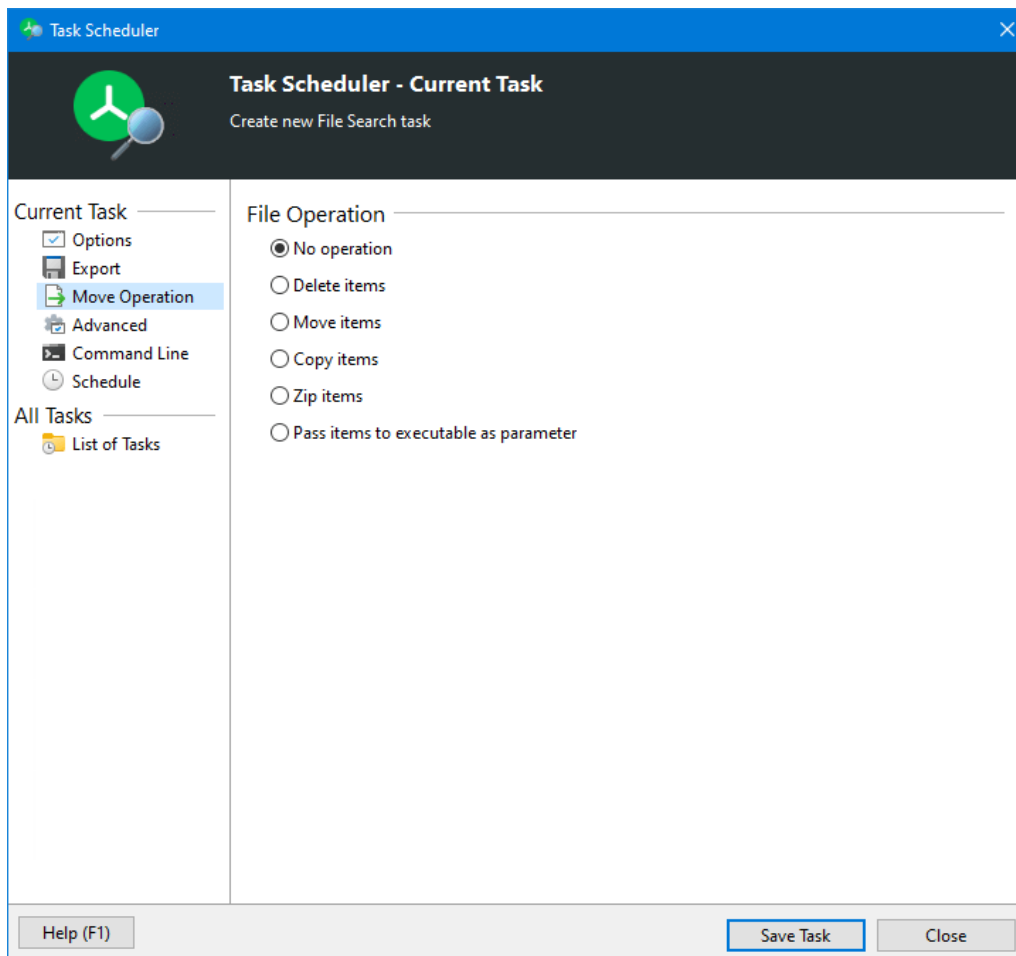 Task Scheduler
Task Scheduler - Current Task
Create new File Search task
Current Task
Options
Export
Move Operation
Advanced
Command Line
Schedule
All Tasks
List of Tasks
File Operation
No operation
Delete items
Move items
Copy items
Zip items
Pass items to executable as parameter
Help (F1)
Save Task
Close